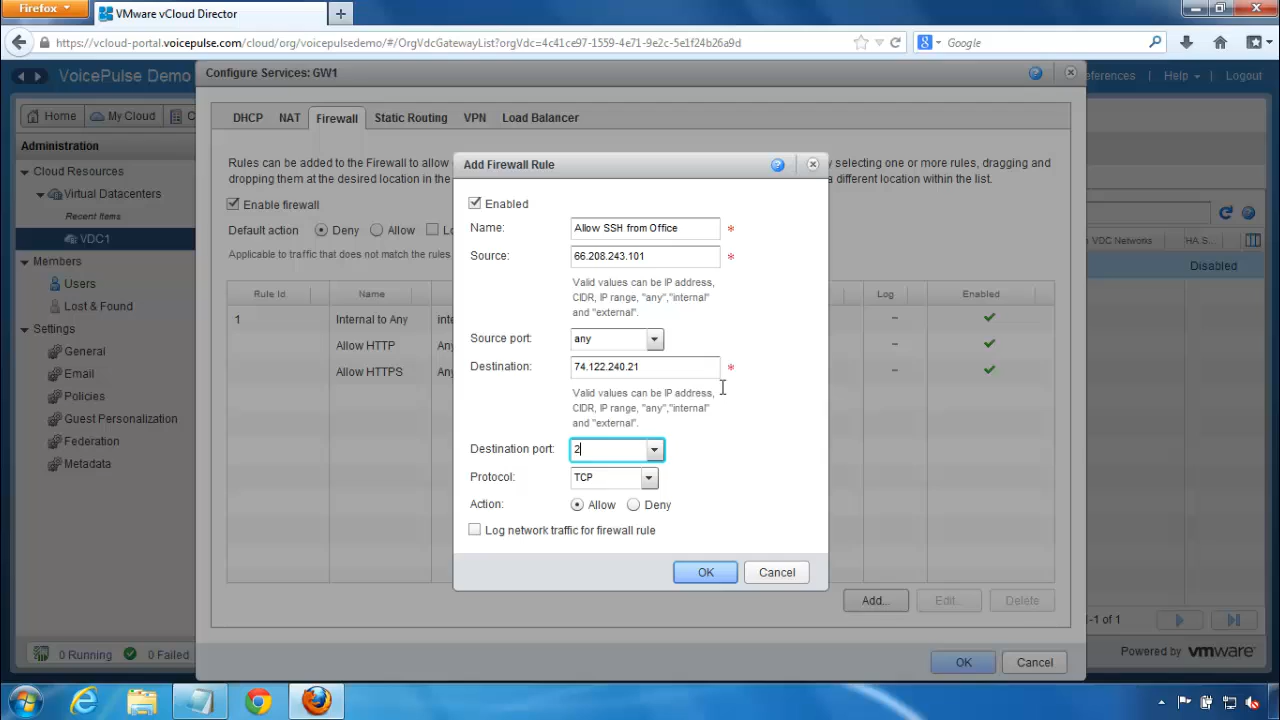 Firefox
VMware vCloud Director
https://vcloud-portal.voicepulse.com/cloud/org/voicepulsedemo/#/OrgVdcGatewayList?orgVdc=4c41ce97-1559-4e71-9e2c-5e1f24b26a9d
Google
VoicePulse Demo
Configure Services: GW1
Preferences
Help
Logout
Home
My Cloud
DHCP
NAT
Firewall
Static Routing
VPN
Load Balancer
Administration
Cloud Resources
Virtual Datacenters
Recent Items
VDC1
Members
Users
Lost & Found
Settings
General
Email
Policies
Guest Personalization
Federation
Metadata
Rules can be added to the Firewall to allow
by selecting one or more rules, dragging and
dropping them at the desired location in the
a different location within the list.
Enable firewall
Default action
Deny
Allow
Applicable to traffic that does not match the rules
Rule Id
Name
Log
Enabled
1
Internal to Any
Allow HTTP
Any
Allow HTTPS
Any
Add...
Edit...
Delete
OK
Cancel
Add Firewall Rule
Enabled
Name:
Allow SSH from Office
*
Source:
66.208.243.101
*
Valid values can be IP address,
CIDR, IP range, "any","internal"
and "external".
Source port:
any
Destination:
74.122.240.21
*
Valid values can be IP address,
CIDR, IP range, "any","internal"
and "external".
Destination port:
2
Protocol:
TCP
Action:
Allow
Deny
Log network traffic for firewall rule
OK
Cancel
VDC Networks
HA S...
Disabled
-1 of 1
0 Running
0 Failed
Powered by vmware